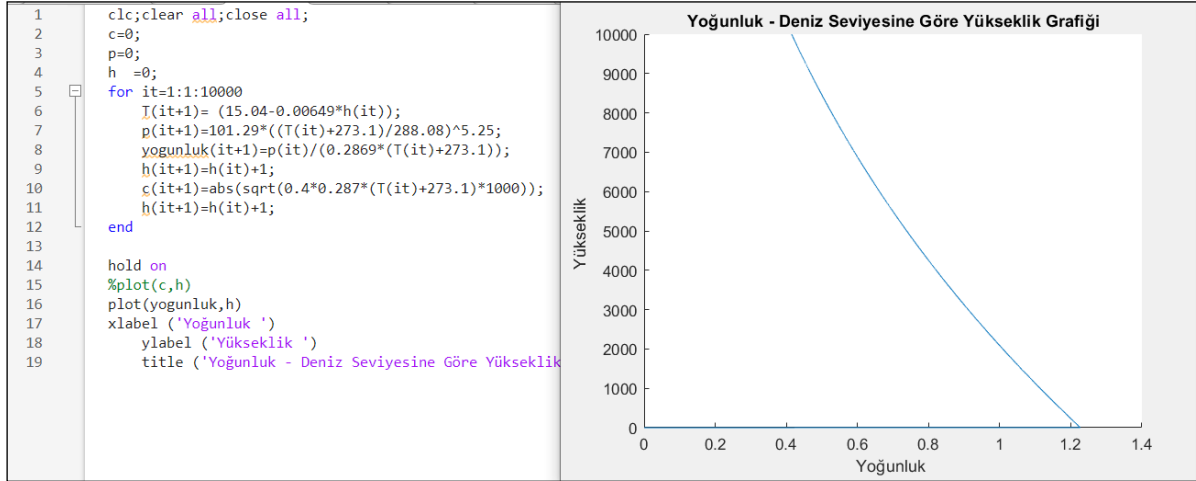 1 clc;clear all;close all;
2 c=0;
3 p=0;
4 h  =0;
5 for it=1:1:10000
6 T(it+1)= (15.04-0.00649*h(it));
7 p(it+1)=101.29*((T(it)+273.1)/288.08)^5.25;
8 yogunluk(it+1)=p(it)/(0.2869*(T(it)+273.1));
9 h(it+1)=h(it)+1;
10 c(it+1)=abs(sqrt(0.4*0.287*(T(it)+273.1)*1000));
11 h(it+1)=h(it)+1;
12 end
13
14 hold on
15 %plot(c,h)
16 plot(yogunluk,h)
17 xlabel ('Yoğunluk ')
18 ylabel ('Yükseklik ')
19 title ('Yoğunluk - Deniz Seviyesine Göre Yükseklik
Yoğunluk - Deniz Seviyesine Göre Yükseklik Grafiği
10000
9000
8000
7000
6000
5000
4000
3000
2000
1000
0
Yükseklik
0 0.2 0.4 0.6 0.8 1 1.2 1.4
Yoğunluk